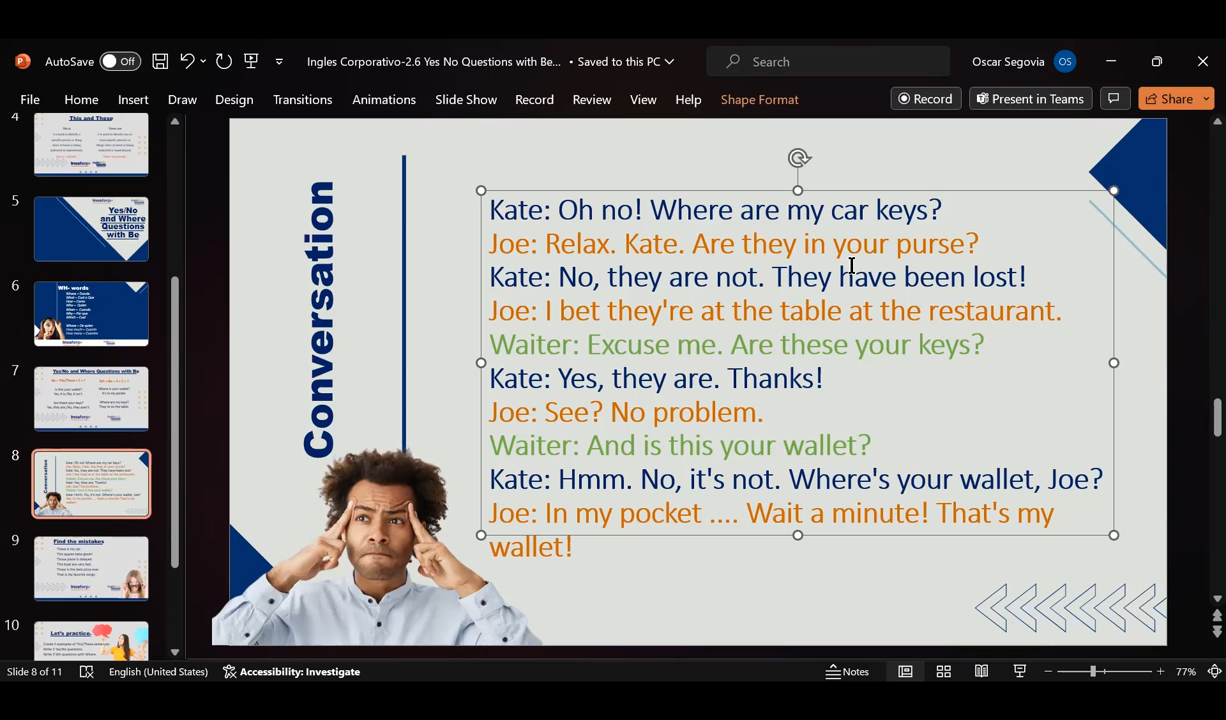 AutoSave Off Ingles Corporativo-2.6 Yes No Questions with Be... • Saved to this PC Search Oscar Segovia OS
File Home Insert Draw Design Transitions Animations Slide Show Record Review View Help Shape Format Record Present in Teams Share
4
This and These
5
Yes/No
and Where
Questions
with Be
6
WH- words
7
Yes/No and Where Questions with Be
8
Conversation
9
Find the mistakes
10
Let's practice.
Conversation
Kate: Oh no! Where are my car keys?
Joe: Relax. Kate. Are they in your purse?
Kate: No, they are not. They have been lost!
Joe: I bet they're at the table at the restaurant.
Waiter: Excuse me. Are these your keys?
Kate: Yes, they are. Thanks!
Joe: See? No problem.
Waiter: And is this your wallet?
Kate: Hmm. No, it's not. Where's your wallet, Joe?
Joe: In my pocket .... Wait a minute! That's my
wallet!
Slide 8 of 11 English (United States) Accessibility: Investigate Notes 77%